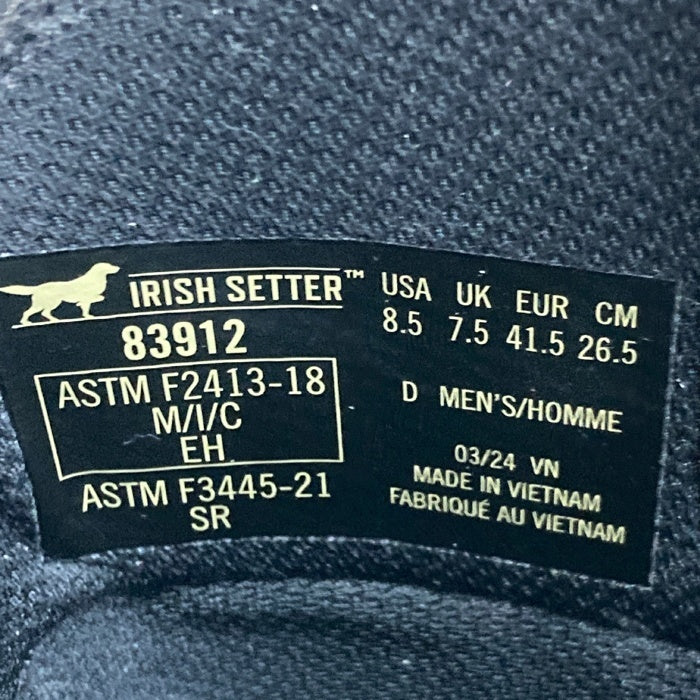 IRISH SETTER™
83912
ASTM F2413-18
M/I/C
EH
ASTM F3445-21
SR
USA UK EUR CM
8.5 7.5 41.5 26.5
D MEN'S/HOMME
03/24 VN
MADE IN VIETNAM
FABRIQUÉ AU VIETNAM